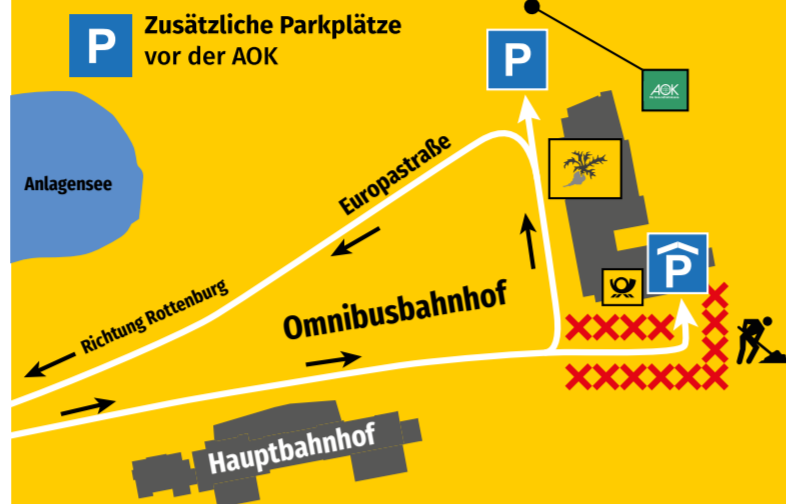 P
Zusätzliche Parkplätze
vor der AOK
P
AOK
Anlagensee
Europastraße
P
Richtung Rottenburg
Omnibusbahnhof
Hauptbahnhof